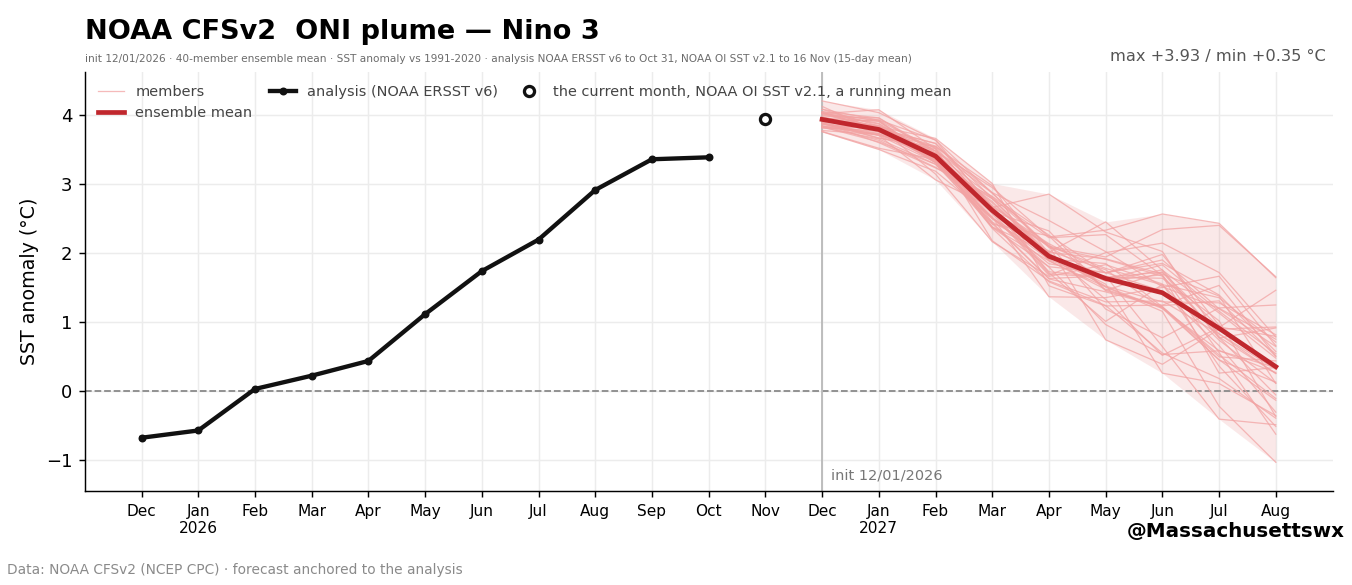 NOAA CFSv2  ONI plume — Nino 3
init 12/01/2026 · 40-member ensemble mean · SST anomaly vs 1991-2020 · analysis NOAA ERSST v6 to Oct 31, NOAA OI SST v2.1 to 16 Nov (15-day mean)
max +3.93 / min +0.35 °C
members
analysis (NOAA ERSST v6)
the current month, NOAA OI SST v2.1, a running mean
ensemble mean
SST anomaly (°C)
4
3
2
1
0
−1
init 12/01/2026
Dec Jan Feb Mar Apr May Jun Jul Aug Sep Oct Nov Dec Jan Feb Mar Apr May Jun Jul Aug
2026 2027
@Massachusettswx
Data: NOAA CFSv2 (NCEP CPC) · forecast anchored to the analysis